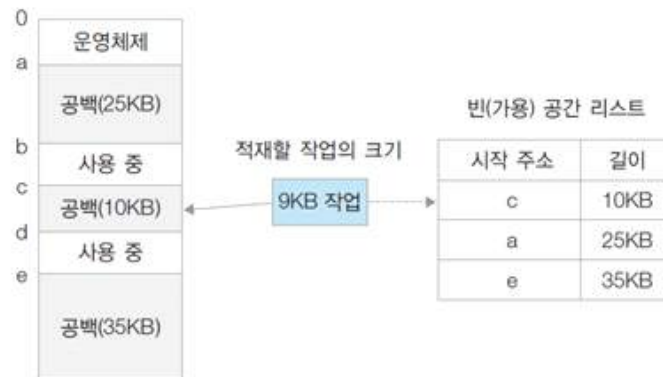 0
운영체제
a
공백(25KB)
b
사용 중
c
공백(10KB)
d
사용 중
e
공백(35KB)
적재할 작업의 크기
9KB 작업
빈(가용) 공간 리스트
시작 주소 길이
c 10KB
a 25KB
e 35KB